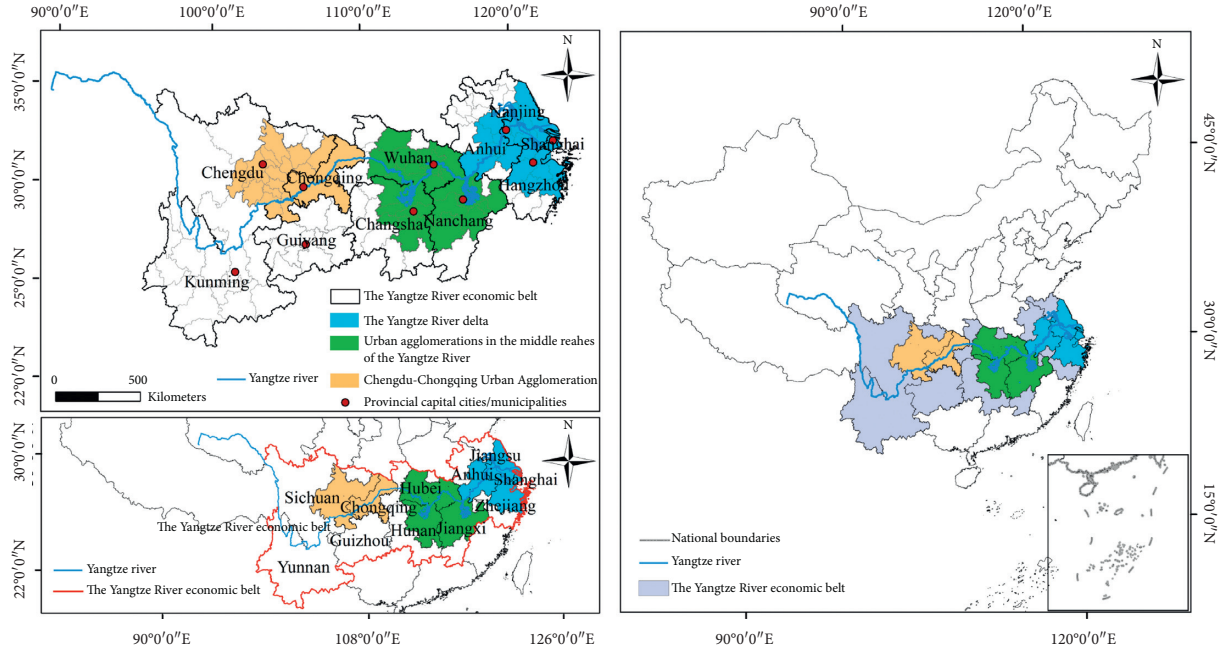 90°0′0″E
100°0′0″E
110°0′0″E
120°0′0″E
35°0′0″N
30°0′0″N
25°0′0″N
22°0′0″N
N
Nanjing
Wuhan
Anhui
Shanghai
Chengdu
Chongqing
Hangzhou
Changsha
Nanchang
Guiyang
Kunming
The Yangtze River economic belt
The Yangtze River delta
Urban agglomerations in the middle reahes
of the Yangtze River
Chengdu-Chongqing Urban Agglomeration
Provincial capital cities/municipalities
Yangtze river
0
500
Kilometers
30°0′0″N
22°0′0″N
N
Jiangsu
Anhui
Shanghai
Sichuan
Hubei
Chongqing
Zhejiang
The Yangtze River economic belt
Hunan
Jiangxi
Guizhou
Yunnan
Yangtze river
The Yangtze River economic belt
90°0′0″E
108°0′0″E
126°0′0″E
90°0′0″E
120°0′0″E
N
45°0′0″N
30°0′0″N
15°0′0″N
National boundaries
Yangtze river
The Yangtze River economic belt
90°0′0″E
120°0′0″E